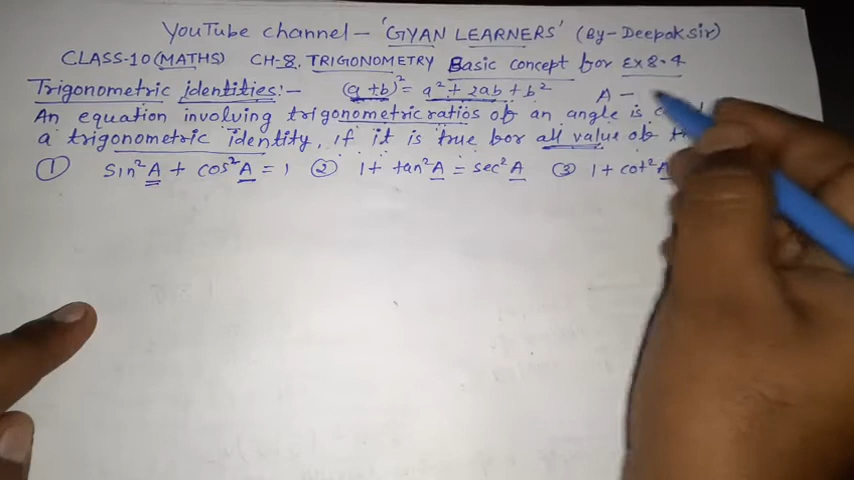 YouTube channel - 'GYAN LEARNERS' (By-Deepak sir)
CLASS-10 (MATHS) CH-8. TRIGONOMETRY Basic concept for Ex 8.4
Trigonometric identities:- (a+b)² = a² + 2ab + b² A -
An equation involving trigonometric ratios of an angle is
a trigonometric identity, if it is true for all value of
① sin²A + cos²A = 1 ② 1 + tan²A = sec²A ③ 1 + cot²A